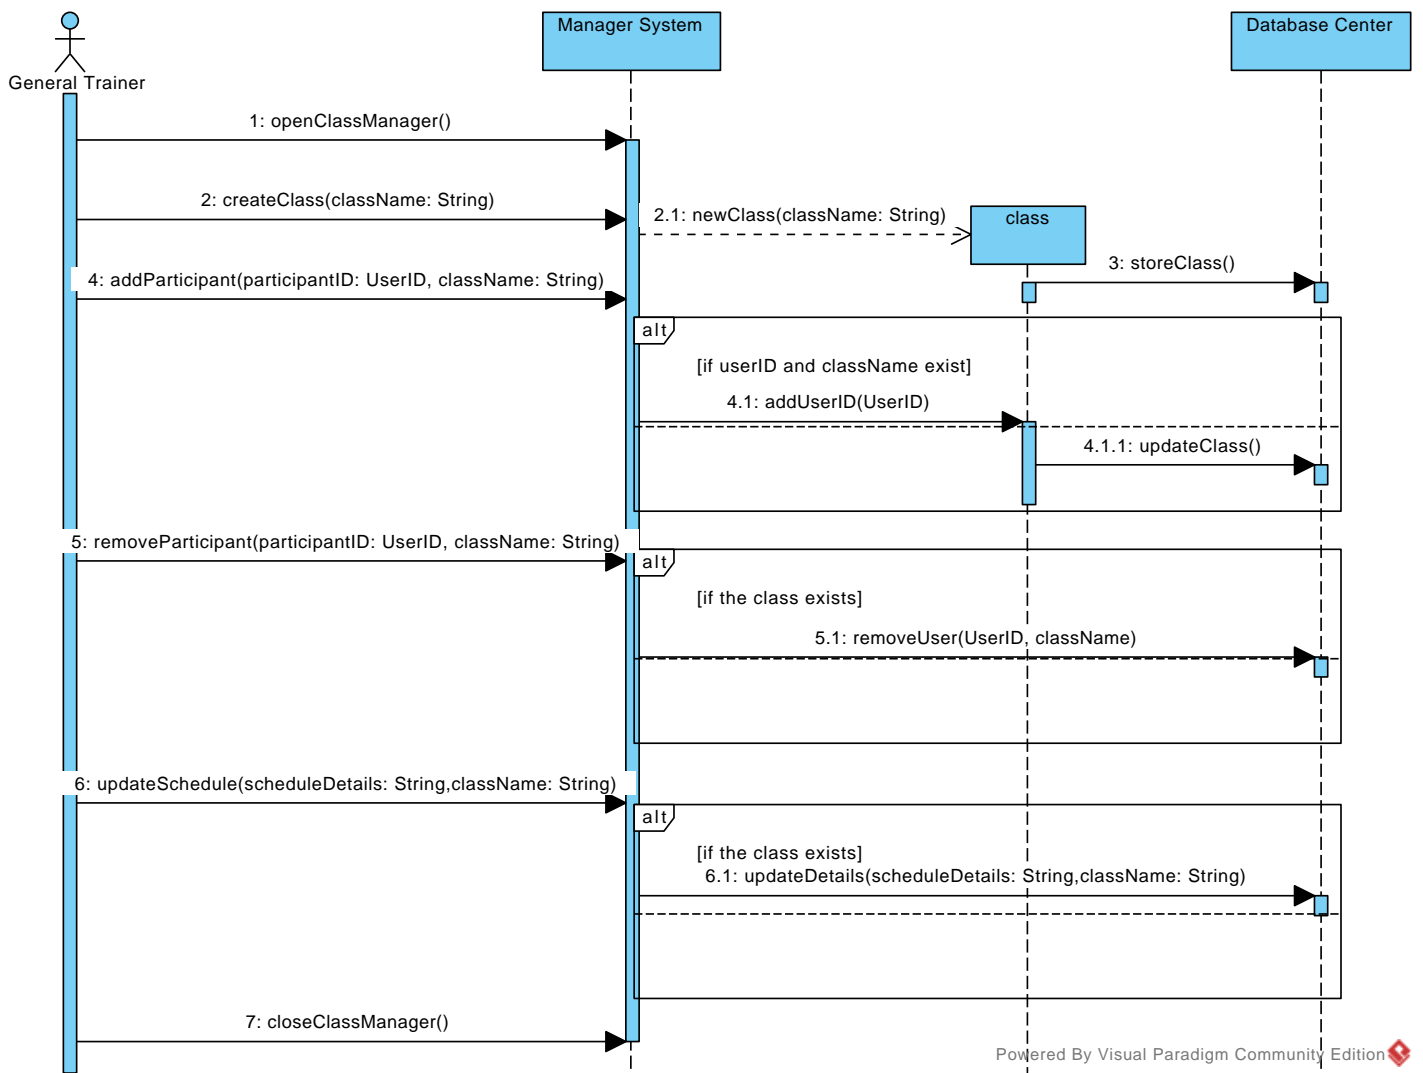 General Trainer
Manager System
Database Center
1: openClassManager()
2: createClass(className: String)
2.1: newClass(className: String)
class
3: storeClass()
4: addParticipant(participantID: UserID, className: String)
alt
[if userID and className exist]
4.1: addUserID(UserID)
4.1.1: updateClass()
5: removeParticipant(participantID: UserID, className: String)
alt
[if the class exists]
5.1: removeUser(UserID, className)
6: updateSchedule(scheduleDetails: String,className: String)
alt
[if the class exists]
6.1: updateDetails(scheduleDetails: String,className: String)
7: closeClassManager()
Powered By Visual Paradigm Community Edition